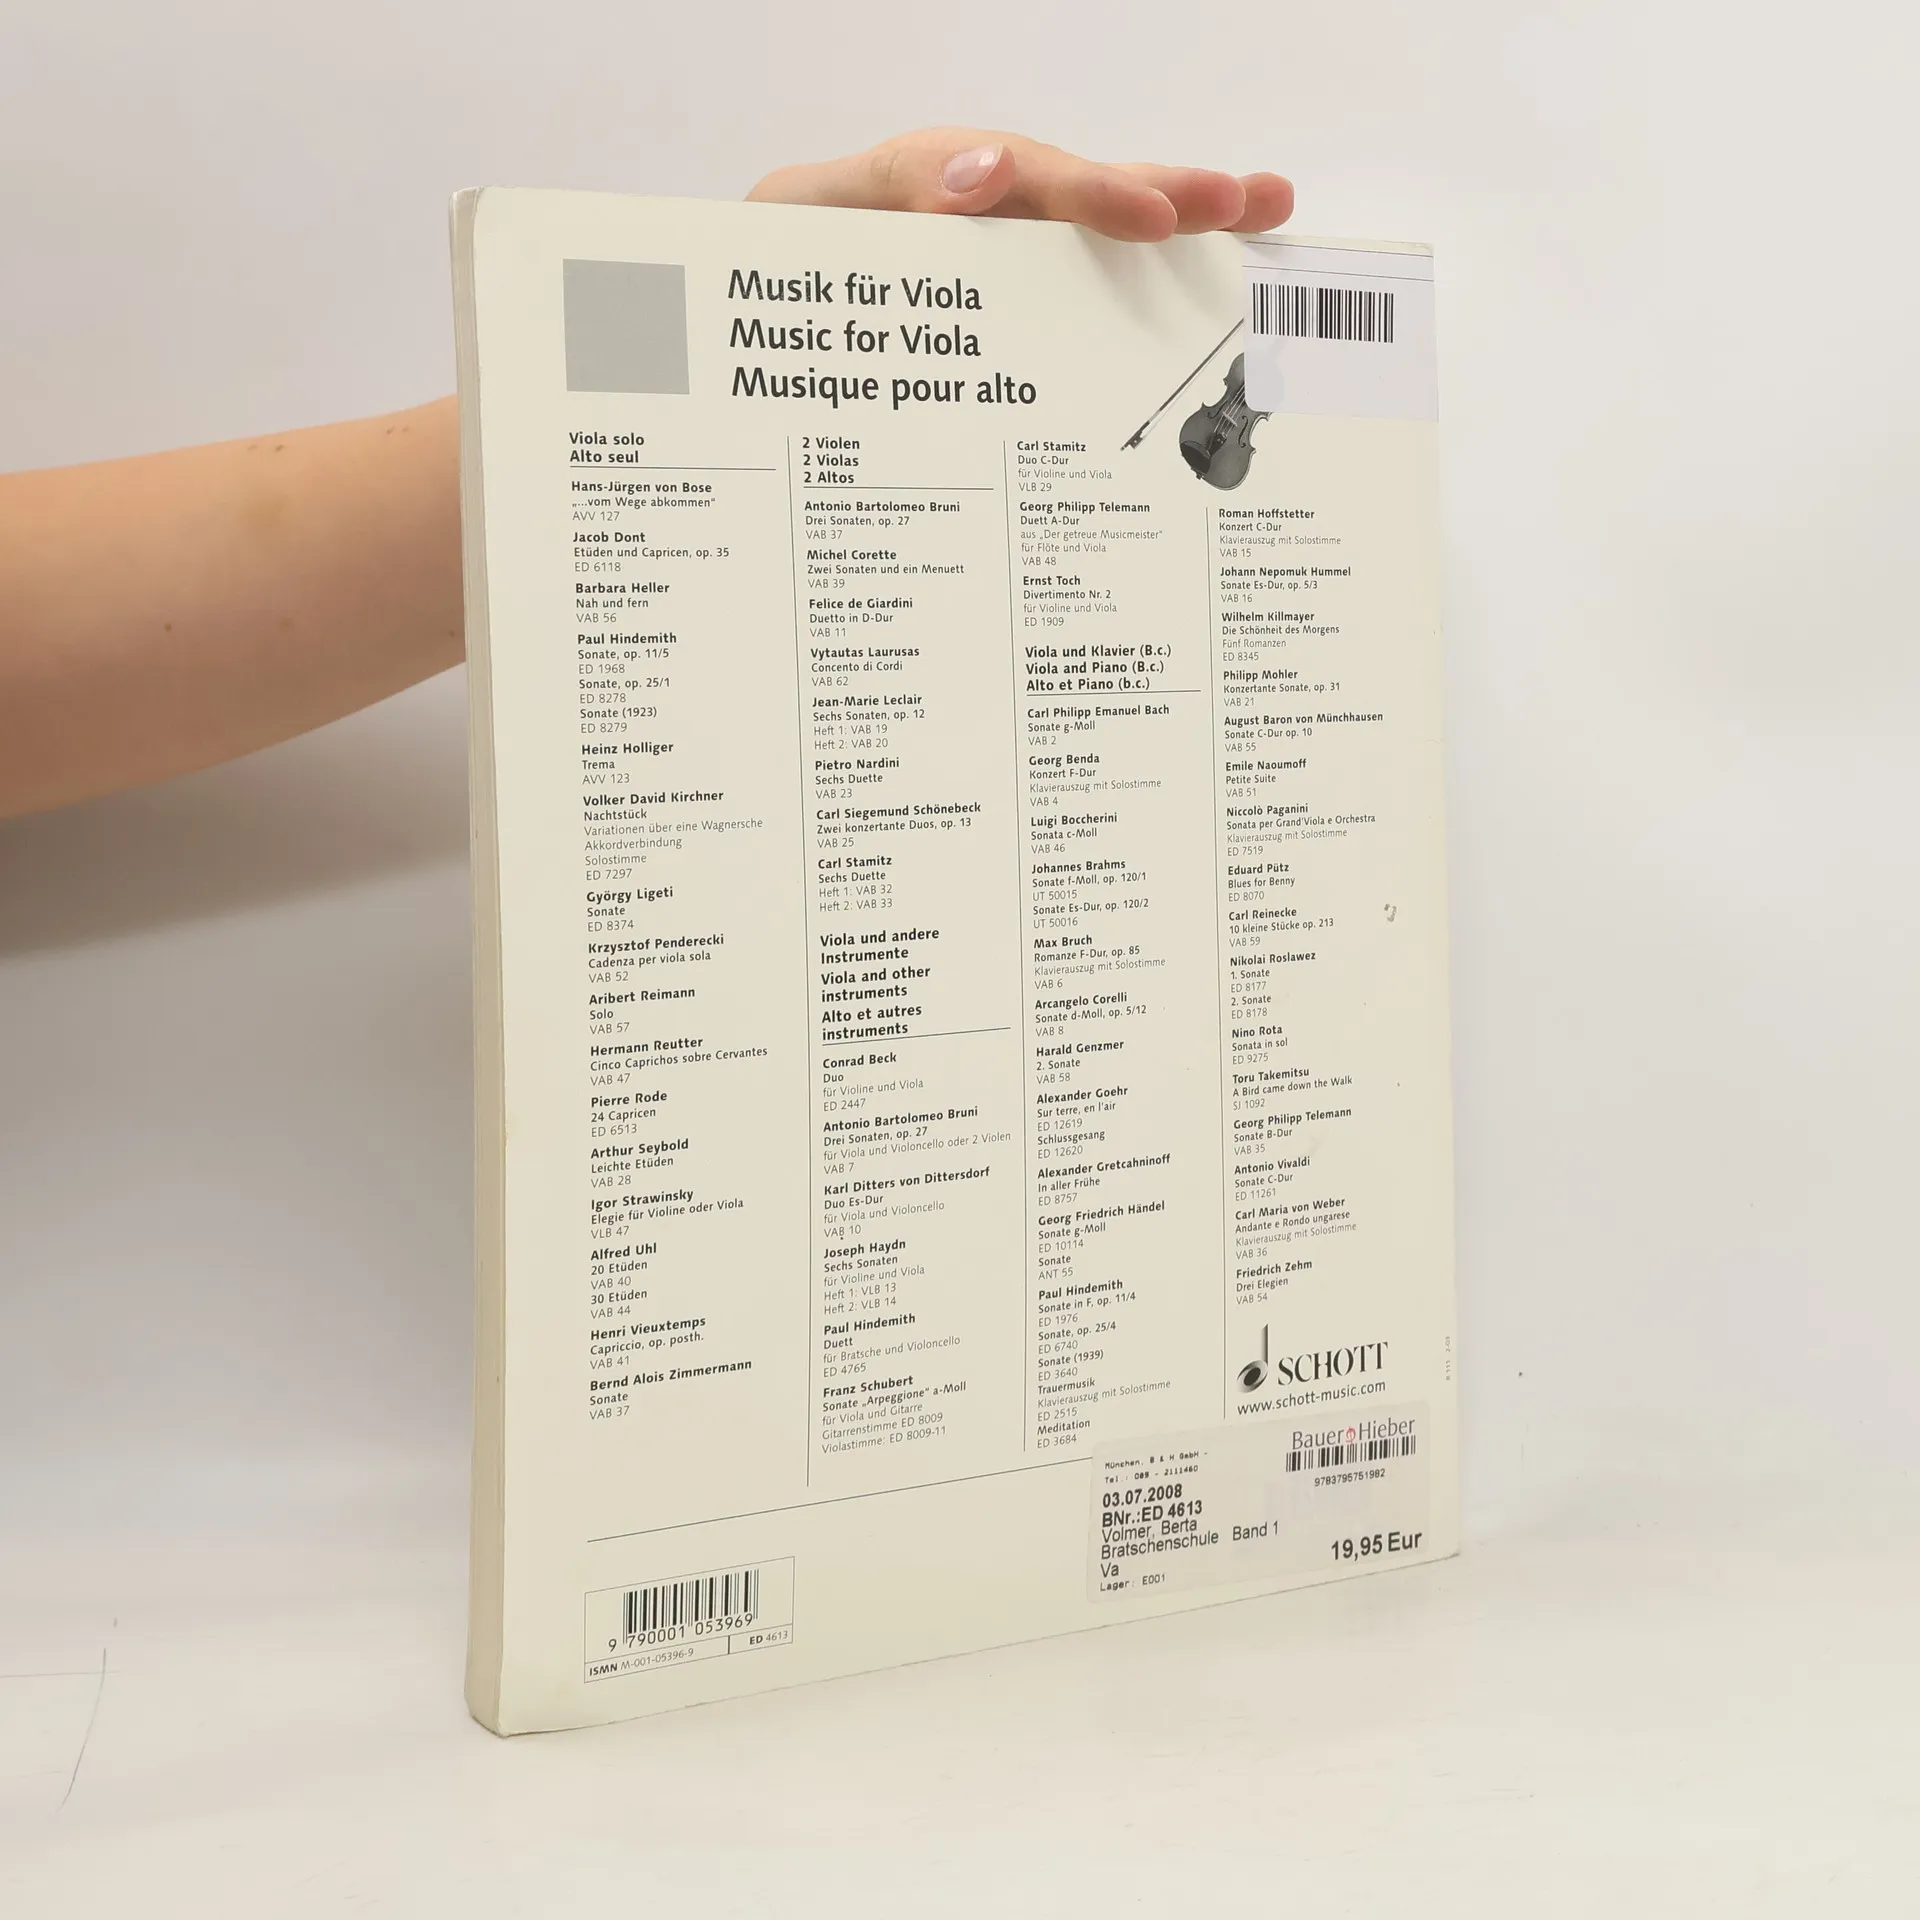 Musik für Viola
Music for Viola
Musique pour alto
Viola solo
Alto seul
Hans-Jürgen von Bose
„...vom Wege abkommen“
AVV 127
Jacob Dont
Etüden und Capricen, op. 35
ED 6118
Barbara Heller
Nah und fern
VAB 56
Paul Hindemith
Sonate, op. 11/5
ED 1968
Sonate, op. 25/1
ED 8278
Sonate (1923)
ED 8279
Heinz Holliger
Trema
AVV 123
Volker David Kirchner
Nachtstück
Variationen über eine Wagnersche
Akkordverbindung
Solostimme
ED 7297
György Ligeti
Sonate
ED 8374
Krzysztof Penderecki
Cadenza per viola sola
VAB 52
Aribert Reimann
Solo
VAB 57
Hermann Reutter
Cinco Caprichos sobre Cervantes
VAB 47
Pierre Rode
24 Capricen
ED 6513
Arthur Seybold
Leichte Etüden
VAB 28
Igor Strawinsky
Elegie für Violine oder Viola
VLB 47
Alfred Uhl
20 Etüden
VAB 40
30 Etüden
VAB 44
Henri Vieuxtemps
Capriccio, op. posth.
VAB 41
Bernd Alois Zimmermann
Sonate
VAB 37
2 Violen
2 Violas
2 Altos
Antonio Bartolomeo Bruni
Drei Sonaten, op. 27
VAB 37
Michel Corette
Zwei Sonaten und ein Menuett
VAB 39
Felice de Giardini
Duetto in D-Dur
VAB 11
Vytautas Laurusas
Concento di Cordi
VAB 62
Jean-Marie Leclair
Sechs Sonaten, op. 12
Heft 1: VAB 19
Heft 2: VAB 20
Pietro Nardini
Sechs Duette
VAB 23
Carl Siegemund Schönebeck
Zwei konzertante Duos, op. 13
VAB 25
Carl Stamitz
Sechs Duette
Heft 1: VAB 32
Heft 2: VAB 33
Viola und andere
Instrumente
Viola and other
instruments
Alto et autres
instruments
Conrad Beck
Duo
für Violine und Viola
ED 2447
Antonio Bartolomeo Bruni
Drei Sonaten, op. 27
für Viola und Violoncello oder 2 Violen
VAB 7
Karl Ditters von Dittersdorf
Duo Es-Dur
für Viola und Violoncello
VAB 10
Joseph Haydn
Sechs Sonaten
für Violine und Viola
Heft 1: VLB 13
Heft 2: VLB 14
Paul Hindemith
Duett
für Bratsche und Violoncello
ED 4765
Franz Schubert
Sonate „Arpeggione“ a-Moll
für Viola und Gitarre
Gitarrenstimme ED 8009
Violastimme: ED 8009-11
Carl Stamitz
Duo C-Dur
für Violine und Viola
VLB 29
Georg Philipp Telemann
Duett A-Dur
aus „Der getreue Musicmeister“
für Flöte und Viola
VAB 48
Ernst Toch
Divertimento Nr. 2
für Violine und Viola
ED 1909
Viola und Klavier (B.c.)
Viola and Piano (B.c.)
Alto et Piano (b.c.)
Carl Philipp Emanuel Bach
Sonate g-Moll
VAB 2
Georg Benda
Konzert F-Dur
Klavierauszug mit Solostimme
VAB 4
Luigi Boccherini
Sonata c-Moll
VAB 46
Johannes Brahms
Sonate f-Moll, op. 120/1
UT 50015
Sonate Es-Dur, op. 120/2
UT 50016
Max Bruch
Romanze F-Dur, op. 85
Klavierauszug mit Solostimme
VAB 6
Arcangelo Corelli
Sonate d-Moll, op. 5/12
VAB 8
Harald Genzmer
2. Sonate
VAB 58
Alexander Goehr
Sur terre, en l'air
ED 12619
Schlussgesang
ED 12620
Alexander Gretcahninoff
In aller Frühe
ED 8757
Georg Friedrich Händel
Sonate g-Moll
ED 10114
Sonate
ANT 55
Paul Hindemith
Sonate in F, op. 11/4
ED 1976
Sonate, op. 25/4
ED 6740
Sonate (1939)
ED 3640
Trauermusik
Klavierauszug mit Solostimme
ED 2515
Meditation
ED 3684
Roman Hoffstetter
Konzert C-Dur
Klavierauszug mit Solostimme
VAB 15
Johann Nepomuk Hummel
Sonate Es-Dur, op. 5/3
VAB 16
Wilhelm Killmayer
Die Schönheit des Morgens
Fünf Romanzen
ED 8345
Philipp Mohler
Konzertante Sonate, op. 31
VAB 21
August Baron von Münchhausen
Sonate C-Dur op. 10
VAB 55
Emile Naoumoff
Petite Suite
VAB 51
Niccolò Paganini
Sonata per Grand'Viola e Orchestra
Klavierauszug mit Solostimme
ED 7519
Eduard Pütz
Blues for Benny
ED 8070
Carl Reinecke
10 kleine Stücke op. 213
VAB 59
Nikolai Roslawez
1. Sonate
ED 8177
2. Sonate
ED 8178
Nino Rota
Sonata in sol
ED 9275
Toru Takemitsu
A Bird came down the Walk
SJ 1092
Georg Philipp Telemann
Sonate B-Dur
VAB 35
Antonio Vivaldi
Sonate C-Dur
ED 11261
Carl Maria von Weber
Andante e Rondo ungarese
Klavierauszug mit Solostimme
VAB 36
Friedrich Zehm
Drei Elegien
VAB 54
SCHOTT
www.schott-music.com
Bauer Hieber
9783795751982
München, B & H GmbH -
Tel.: 089 - 2111460
03.07.2008
BNr.:ED 4613
Volmer, Berta
Bratschenschule Band 1
Va
Lager: E001
19,95 Eur
9 790001 053969
ISMN M-001-05396-9
ED 4613